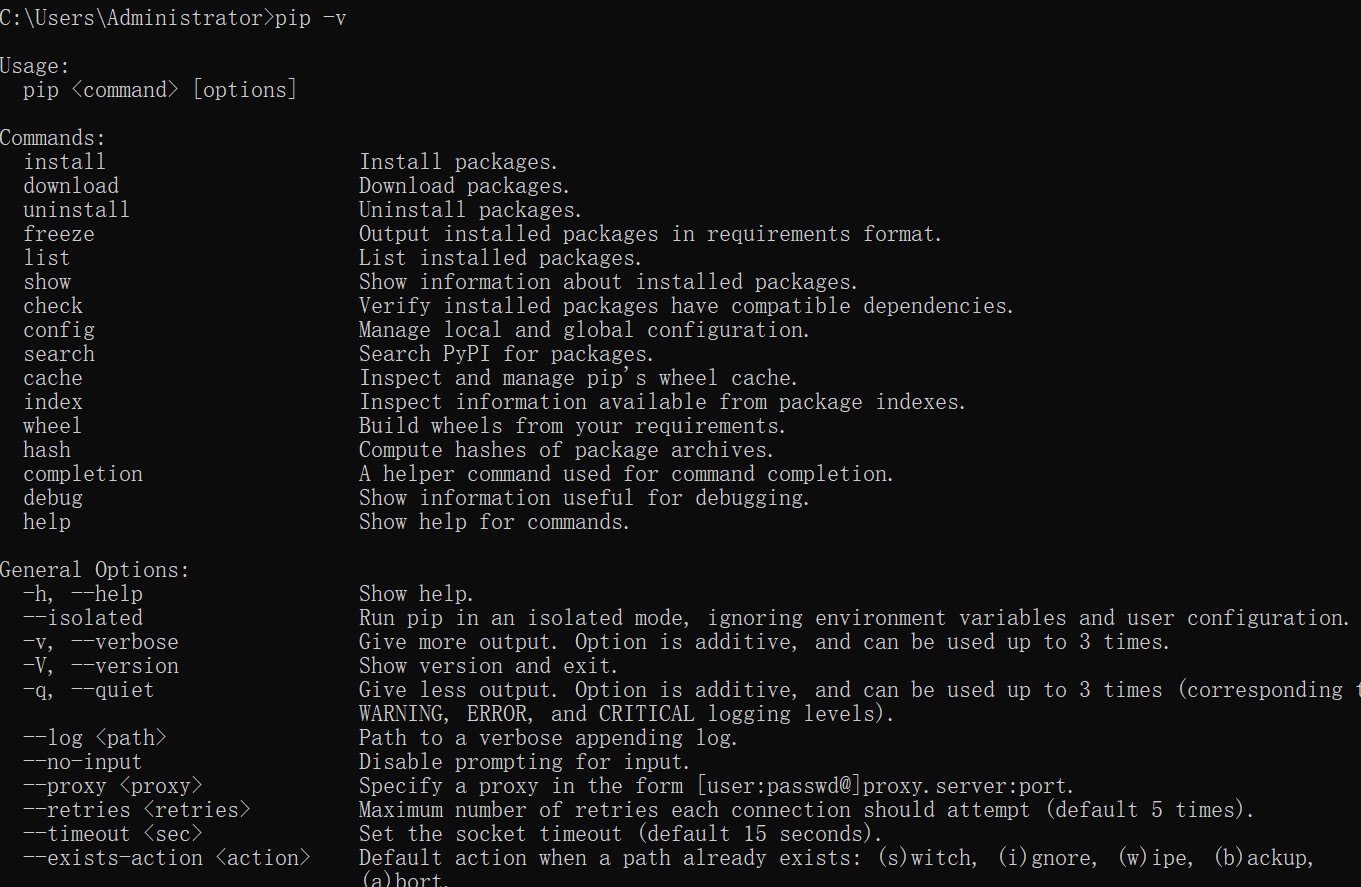 C:\Users\Administrator>pip -v
Usage:
pip <command> [options]
Commands:
install Install packages.
download Download packages.
uninstall Uninstall packages.
freeze Output installed packages in requirements format.
list List installed packages.
show Show information about installed packages.
check Verify installed packages have compatible dependencies.
config Manage local and global configuration.
search Search PyPI for packages.
cache Inspect and manage pip's wheel cache.
index Inspect information available from package indexes.
wheel Build wheels from your requirements.
hash Compute hashes of package archives.
completion A helper command used for command completion.
debug Show information useful for debugging.
help Show help for commands.
General Options:
-h, --help Show help.
--isolated Run pip in an isolated mode, ignoring environment variables and user configuration.
-v, --verbose Give more output. Option is additive, and can be used up to 3 times.
-V, --version Show version and exit.
-q, --quiet Give less output. Option is additive, and can be used up to 3 times (corresponding
WARNING, ERROR, and CRITICAL logging levels).
--log <path> Path to a verbose appending log.
--no-input Disable prompting for input.
--proxy <proxy> Specify a proxy in the form [user:passwd@]proxy.server:port.
--retries <retries> Maximum number of retries each connection should attempt (default 5 times).
--timeout <sec> Set the socket timeout (default 15 seconds).
--exists-action <action> Default action when a path already exists: (s)witch, (i)gnore, (w)ipe, (b)ackup,
(a)bort.